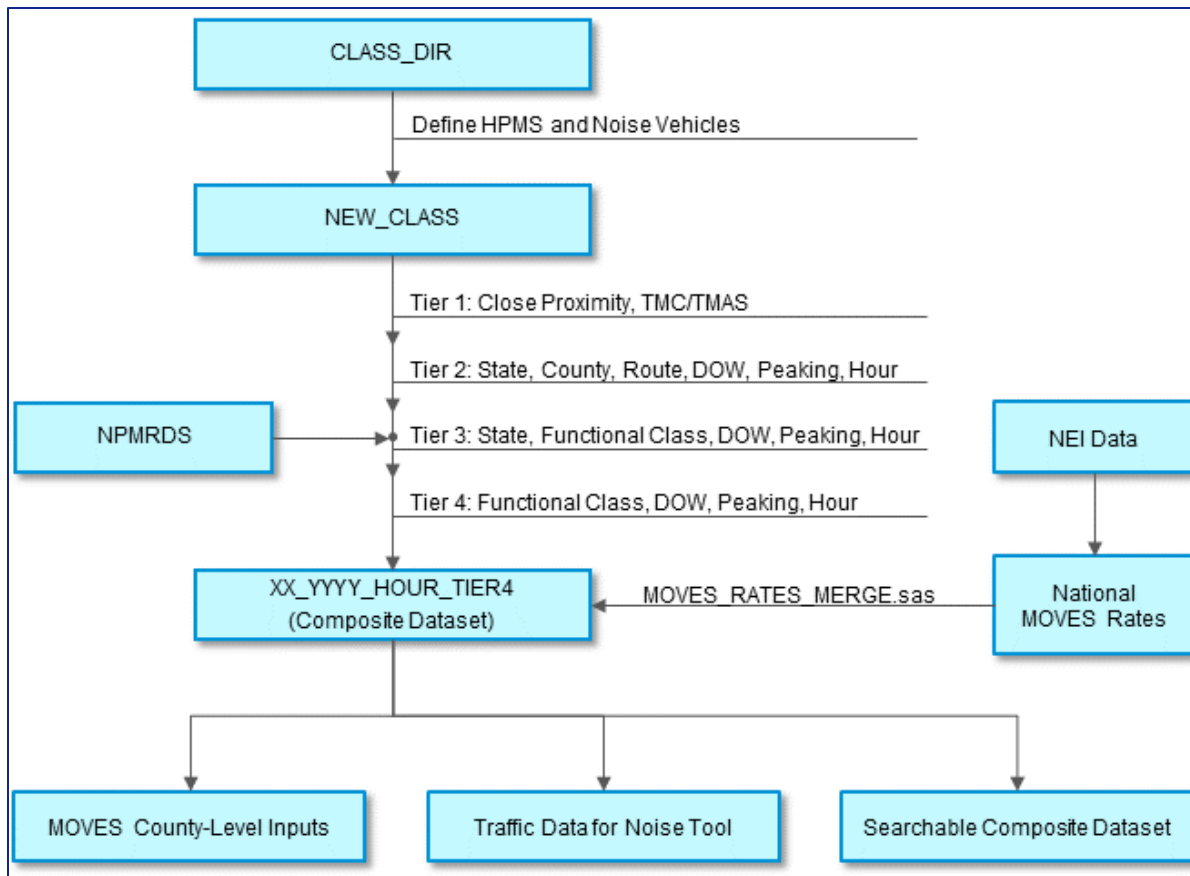 CLASS_DIR
Define HPMS and Noise Vehicles
NEW_CLASS
Tier 1: Close Proximity, TMC/TMAS
Tier 2: State, County, Route, DOW, Peaking, Hour
NPMRDS
Tier 3: State, Functional Class, DOW, Peaking, Hour
NEI Data
Tier 4: Functional Class, DOW, Peaking, Hour
XX_YYYY_HOUR_TIER4
(Composite Dataset)
MOVES_RATES_MERGE.sas
National
MOVES Rates
MOVES County-Level Inputs
Traffic Data for Noise Tool
Searchable Composite Dataset